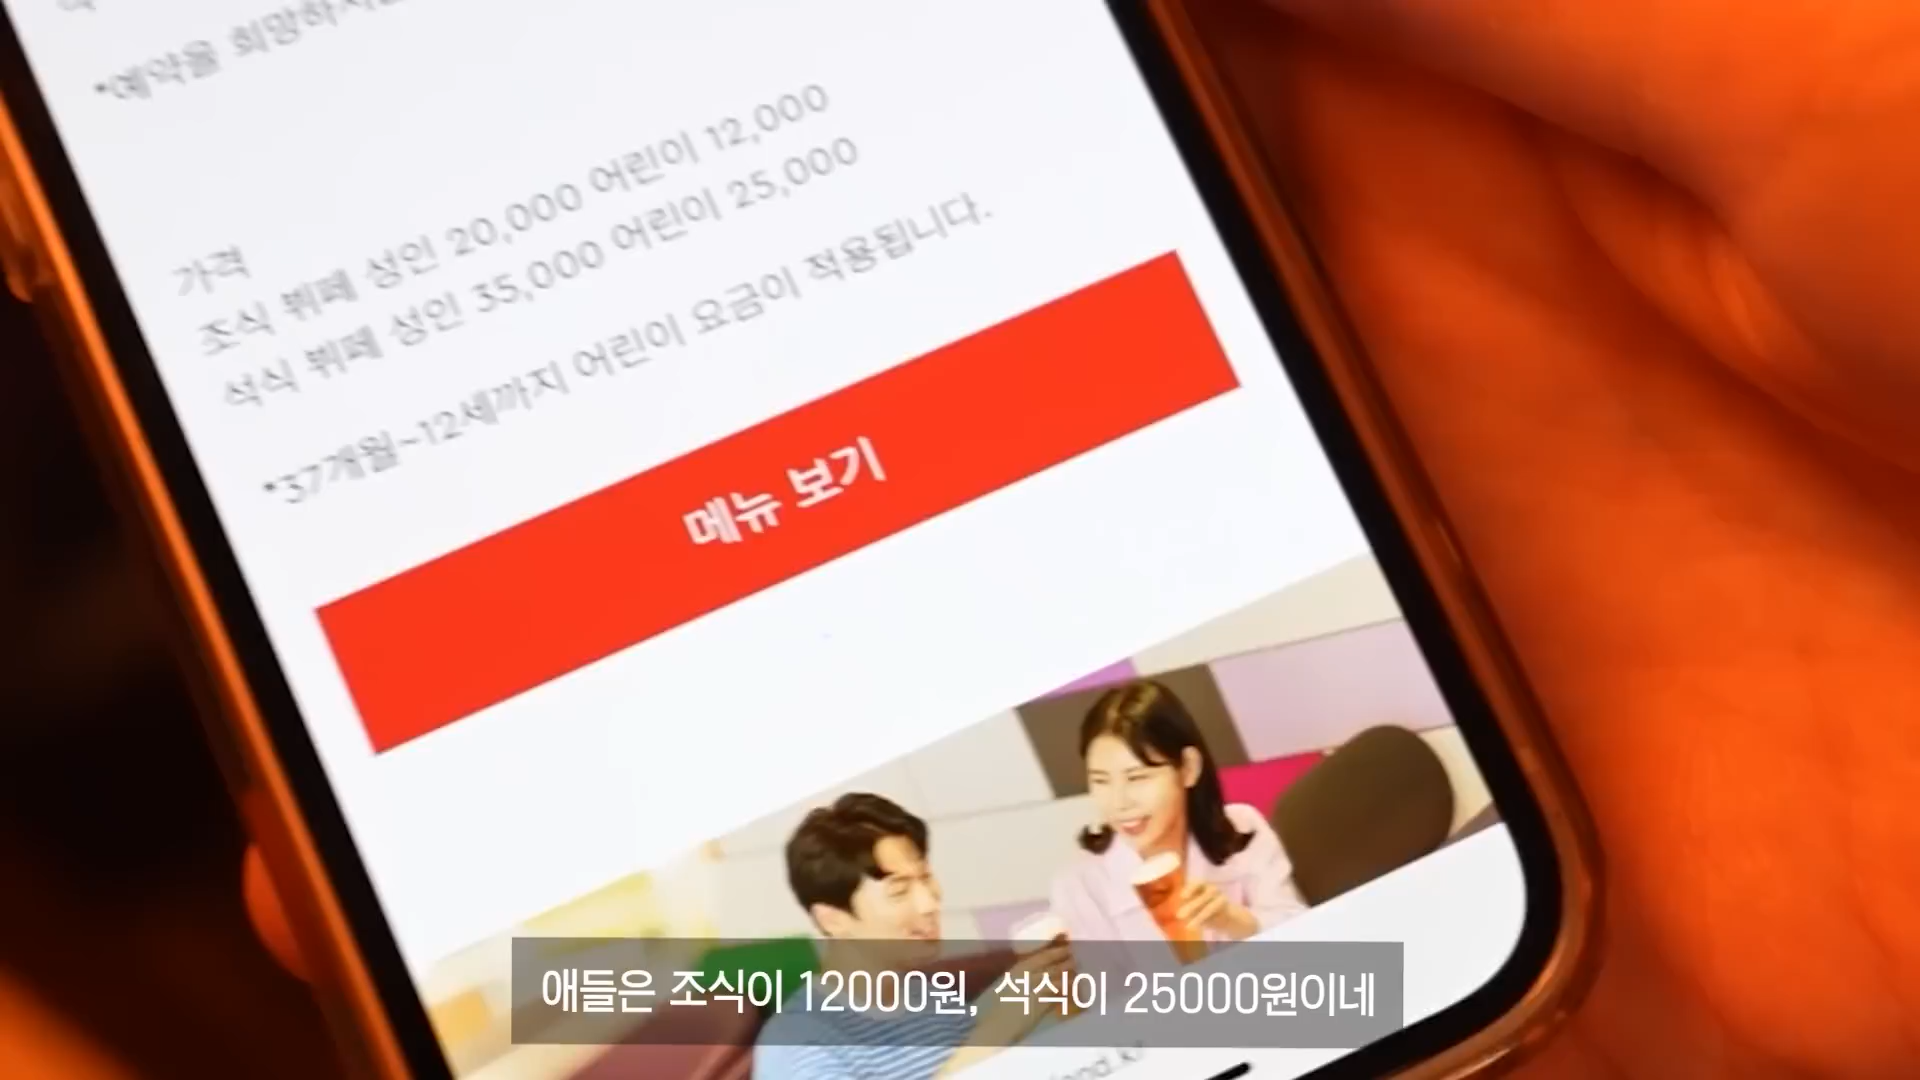 *예약을 희망하시는
가격
조식 뷔페 성인 20,000 어린이 12,000
석식 뷔페 성인 35,000 어린이 25,000
*37개월~12세까지 어린이 요금이 적용됩니다.
메뉴 보기
애들은 조식이 12000원, 석식이 25000원이네